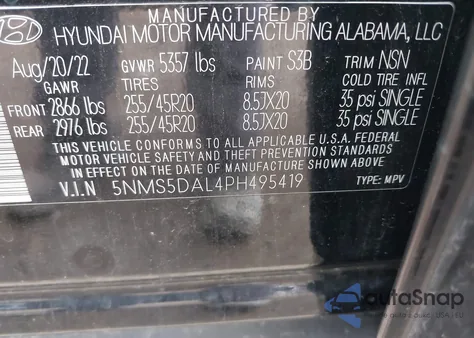 MANUFACTURED BY
HYUNDAI MOTOR MANUFACTURING ALABAMA, LLC
Aug/20/22 GVWR 5357 lbs PAINT S3B TRIM NSN
GAWR TIRES RIMS COLD TIRE INFL
FRONT 2866 lbs 255/45R20 8.5JX20 35 psi SINGLE
REAR 2976 lbs 255/45R20 8.5JX20 35 psi SINGLE
THIS VEHICLE CONFORMS TO ALL APPLICABLE U.S.A. FEDERAL
MOTOR VEHICLE SAFETY AND THEFT PREVENTION STANDARDS
IN EFFECT ON THE DATE OF MANUFACTURE SHOWN ABOVE.
V.I.N 5NMS5DAL4PH495419 TYPE: MPV
autoSnap